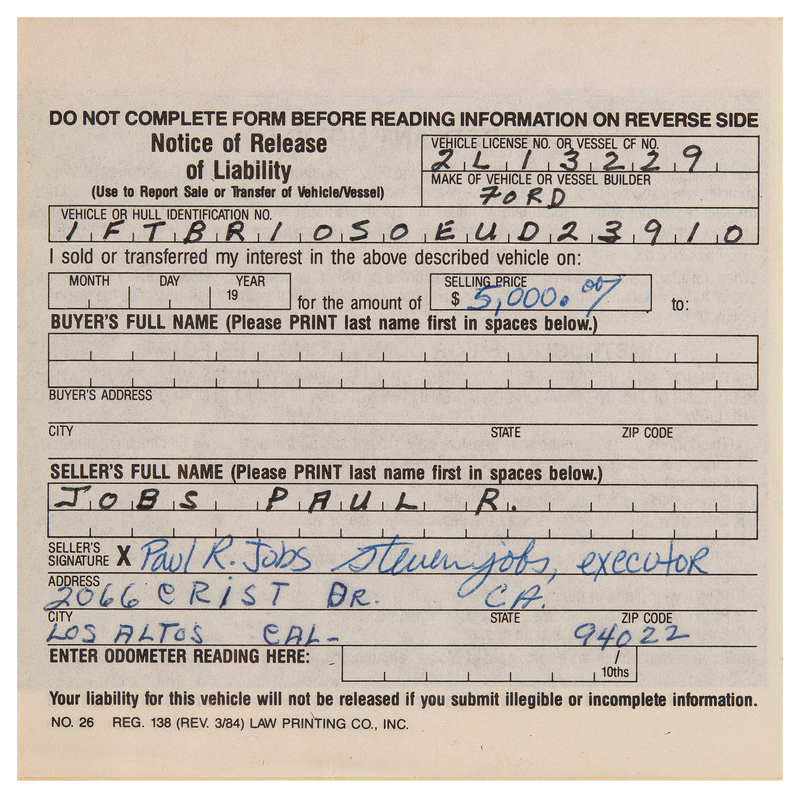 DO NOT COMPLETE FORM BEFORE READING INFORMATION ON REVERSE SIDE
Notice of Release
of Liability
(Use to Report Sale or Transfer of Vehicle/Vessel)
VEHICLE LICENSE NO. OR VESSEL CF NO.
2L13229
MAKE OF VEHICLE OR VESSEL BUILDER
FORD
VEHICLE OR HULL IDENTIFICATION NO.
1FTBR10S0EUD23910
I sold or transferred my interest in the above described vehicle on:
MONTH DAY YEAR
19
for the amount of
SELLING PRICE
$ 5,000.00
to:
BUYER'S FULL NAME (Please PRINT last name first in spaces below.)
BUYER'S ADDRESS
CITY STATE ZIP CODE
SELLER'S FULL NAME (Please PRINT last name first in spaces below.)
JOBS PAUL R.
SELLER'S
SIGNATURE X Paul R. Jobs steven jobs, executor
ADDRESS
2066 CRIST DR. CA.
CITY STATE ZIP CODE
LOS ALTOS CAL- 94022
ENTER ODOMETER READING HERE:
10ths
Your liability for this vehicle will not be released if you submit illegible or incomplete information.
NO. 26 REG. 138 (REV. 3/84) LAW PRINTING CO., INC.